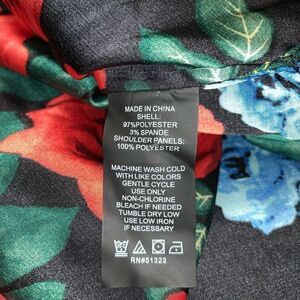 MADE IN CHINA
SHELL:
97%POLYESTER
3% SPANDE
SHOULDER PANELS:
100% POLYESTER
MACHINE WASH COLD
WITH LIKE COLORS
GENTLE CYCLE
USE ONLY
NON-CHLORINE
BLEACH IF NEEDED
TUMBLE DRY LOW
USE LOW IRON
IF NECESSARY
RN#51323